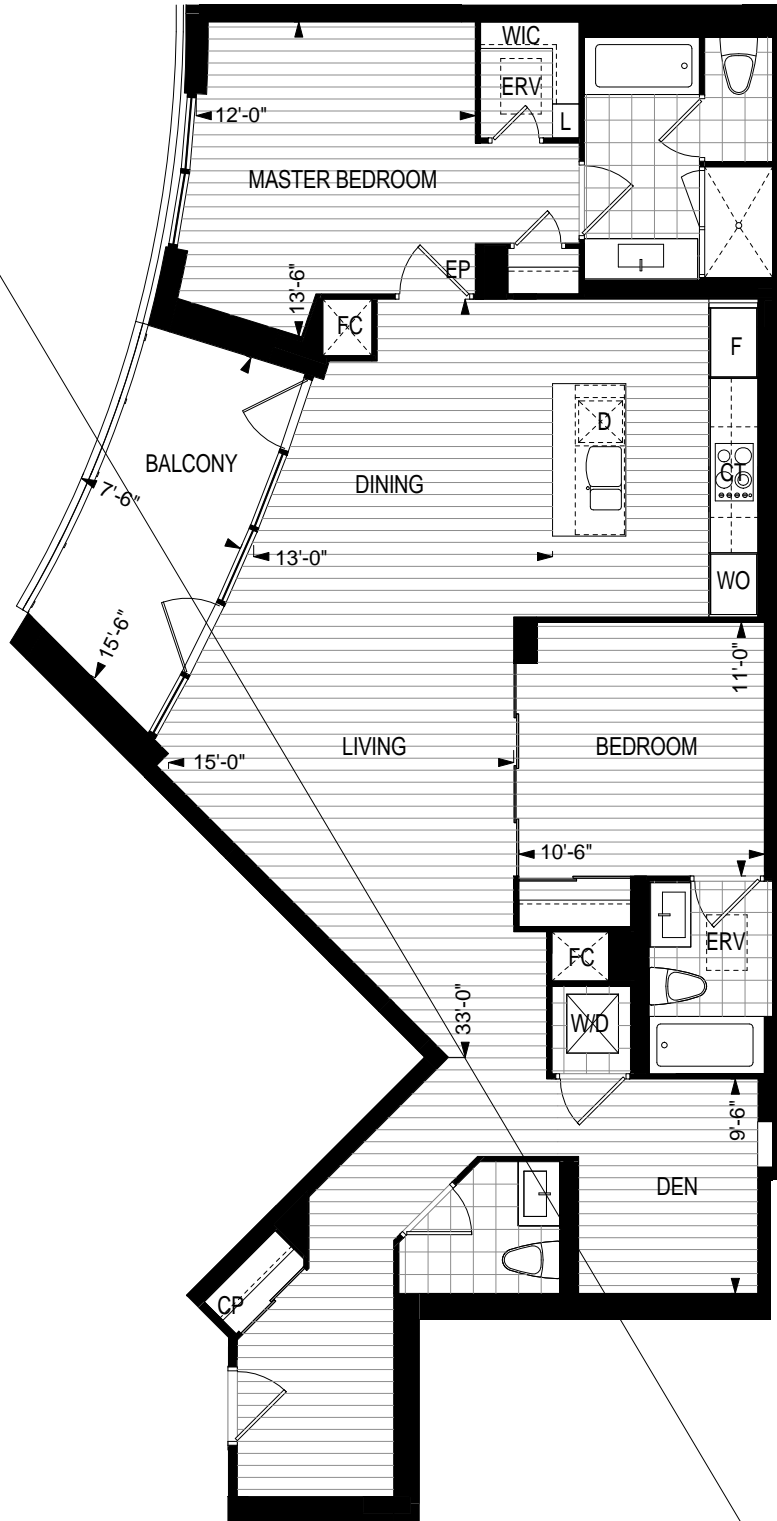 WIC
ERV
12'-0"
L
MASTER BEDROOM
EP
13'-6"
FC
F
D
BALCONY
CT
DINING
7'-6"
13'-0"
WO
15'-6"
11'-0"
LIVING
BEDROOM
15'-0"
10'-6"
ERV
FC
33'-0"
W/D
9'-6"
DEN
CP